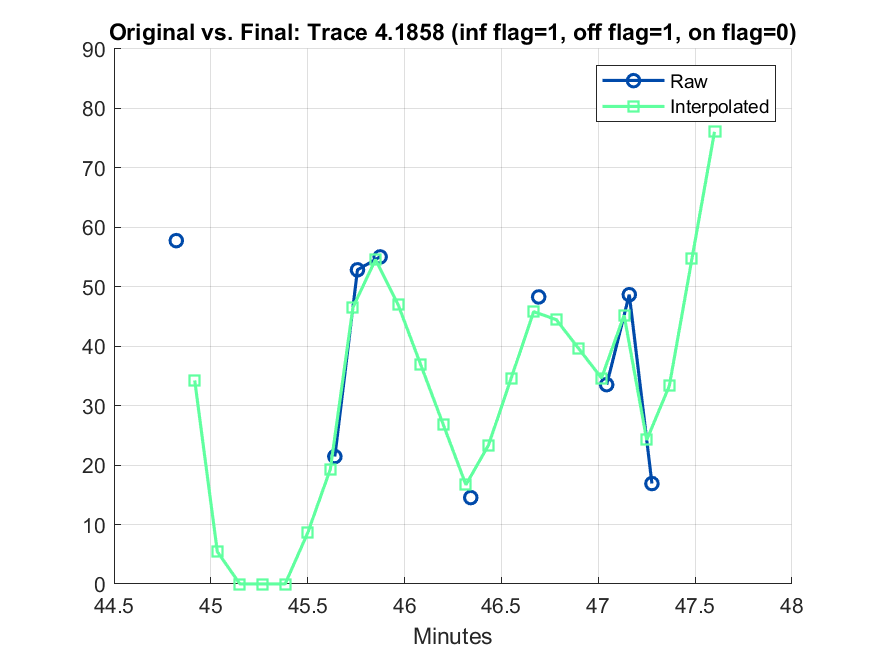 Original vs. Final: Trace 4.1858 (inf flag=1, off flag=1, on flag=0)
90
80
70
60
50
40
30
20
10
0
Raw
Interpolated
44.5 45 45.5 46 46.5 47 47.5 48
Minutes